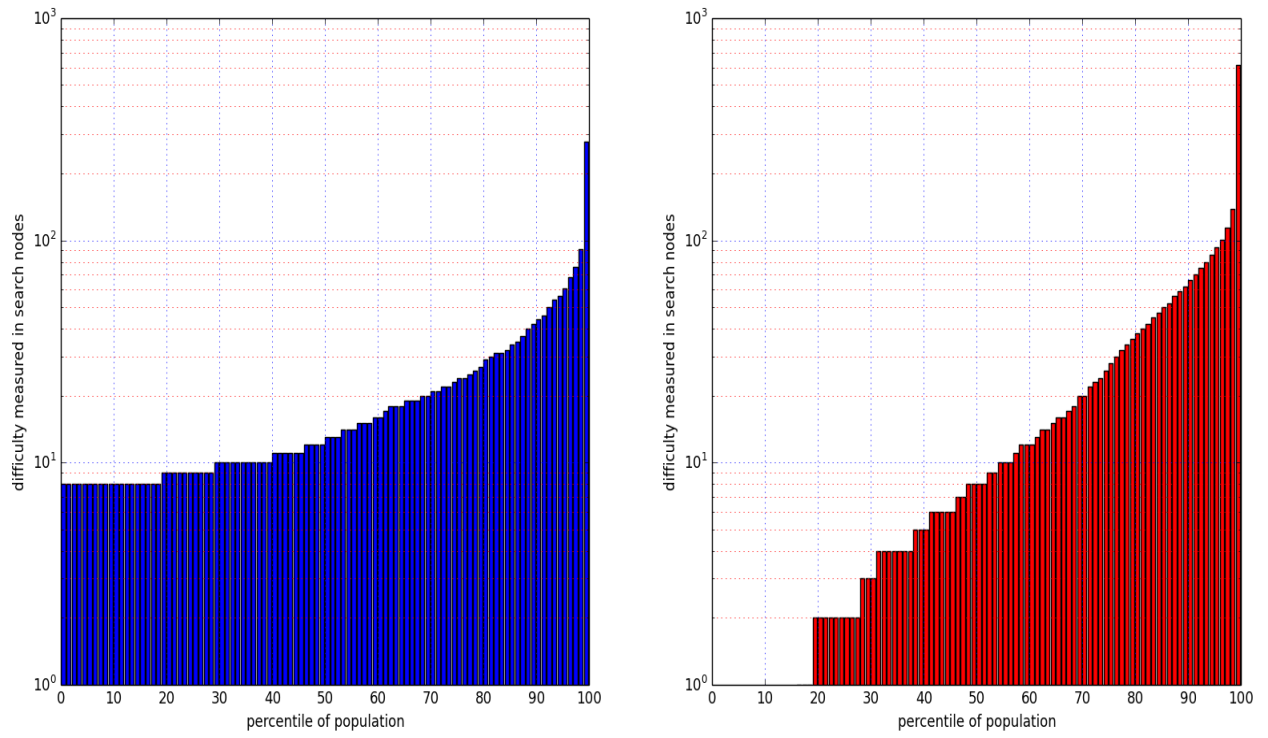 10³
10²
10¹
10⁰
difficulty measured in search nodes
0 10 20 30 40 50 60 70 80 90 100
percentile of population
10³
10²
10¹
10⁰
difficulty measured in search nodes
0 10 20 30 40 50 60 70 80 90 100
percentile of population